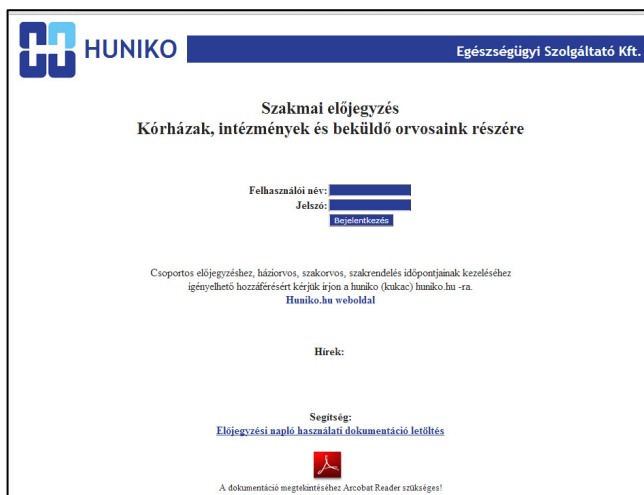 HUNIKO
Egészségügyi Szolgáltató Kft.
Szakmai előjegyzés
Kórházak, intézmények és beküldő orvosaink részére
Felhasználói név:
Jelszó:
Bejelentkezés
Csoportos előjegyzéshez, háziorvos, szakorvos, szakrendelés időpontjainak kezeléséhez
igényelhető hozzáférésért kérjük írjon a huniko (kukac) huniko.hu -ra.
Huniko.hu weboldal
Hírek:
Segítség:
Előjegyzési napló használati dokumentáció letöltés
A dokumentáció megtekintéséhez Arcobat Reader szükséges!